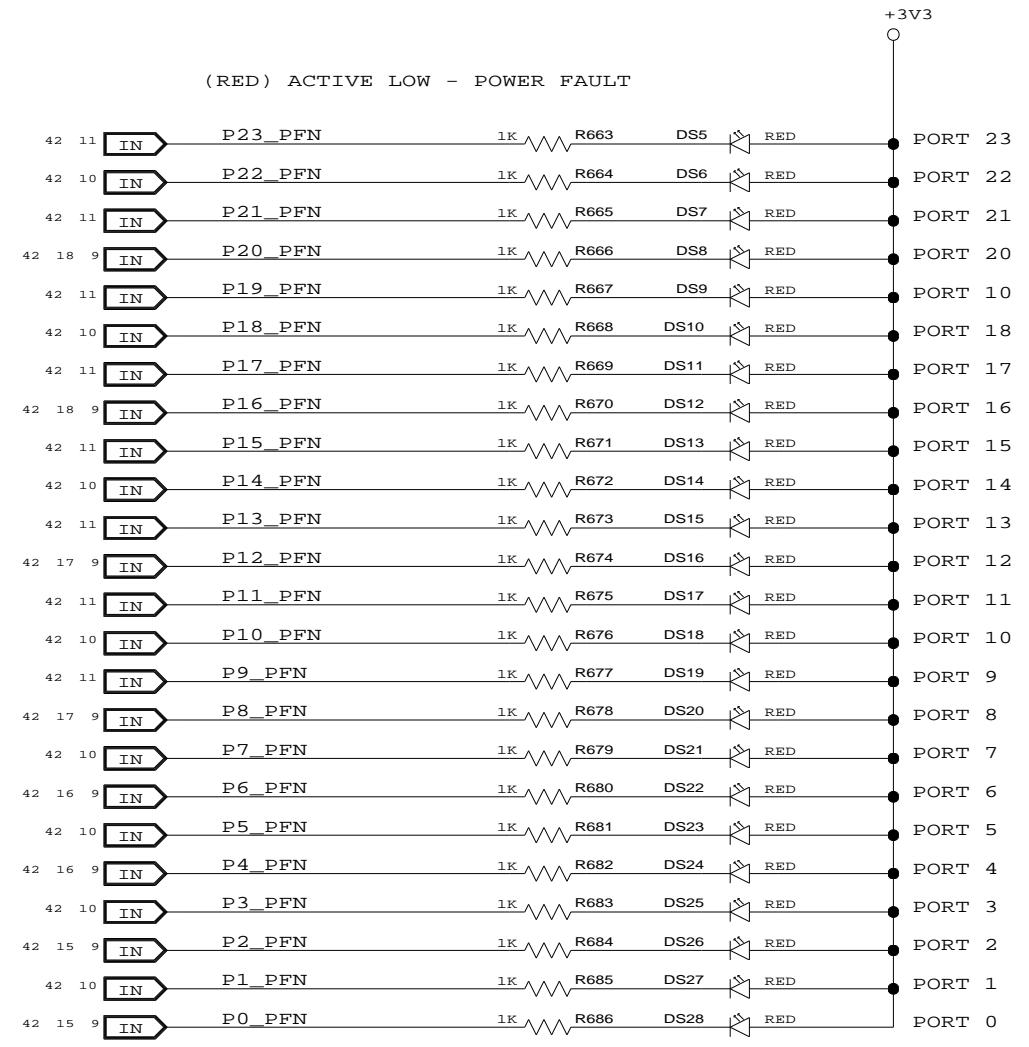 +3V3
(RED) ACTIVE LOW - POWER FAULT
42 11 IN P23_PFN 1K R663 DS5 RED PORT 23
42 10 IN P22_PFN 1K R664 DS6 RED PORT 22
42 11 IN P21_PFN 1K R665 DS7 RED PORT 21
42 18 9 IN P20_PFN 1K R666 DS8 RED PORT 20
42 11 IN P19_PFN 1K R667 DS9 RED PORT 10
42 10 IN P18_PFN 1K R668 DS10 RED PORT 18
42 11 IN P17_PFN 1K R669 DS11 RED PORT 17
42 18 9 IN P16_PFN 1K R670 DS12 RED PORT 16
42 11 IN P15_PFN 1K R671 DS13 RED PORT 15
42 10 IN P14_PFN 1K R672 DS14 RED PORT 14
42 11 IN P13_PFN 1K R673 DS15 RED PORT 13
42 17 9 IN P12_PFN 1K R674 DS16 RED PORT 12
42 11 IN P11_PFN 1K R675 DS17 RED PORT 11
42 10 IN P10_PFN 1K R676 DS18 RED PORT 10
42 11 IN P9_PFN 1K R677 DS19 RED PORT 9
42 17 9 IN P8_PFN 1K R678 DS20 RED PORT 8
42 10 IN P7_PFN 1K R679 DS21 RED PORT 7
42 16 9 IN P6_PFN 1K R680 DS22 RED PORT 6
42 10 IN P5_PFN 1K R681 DS23 RED PORT 5
42 16 9 IN P4_PFN 1K R682 DS24 RED PORT 4
42 10 IN P3_PFN 1K R683 DS25 RED PORT 3
42 15 9 IN P2_PFN 1K R684 DS26 RED PORT 2
42 10 IN P1_PFN 1K R685 DS27 RED PORT 1
42 15 9 IN P0_PFN 1K R686 DS28 RED PORT 0